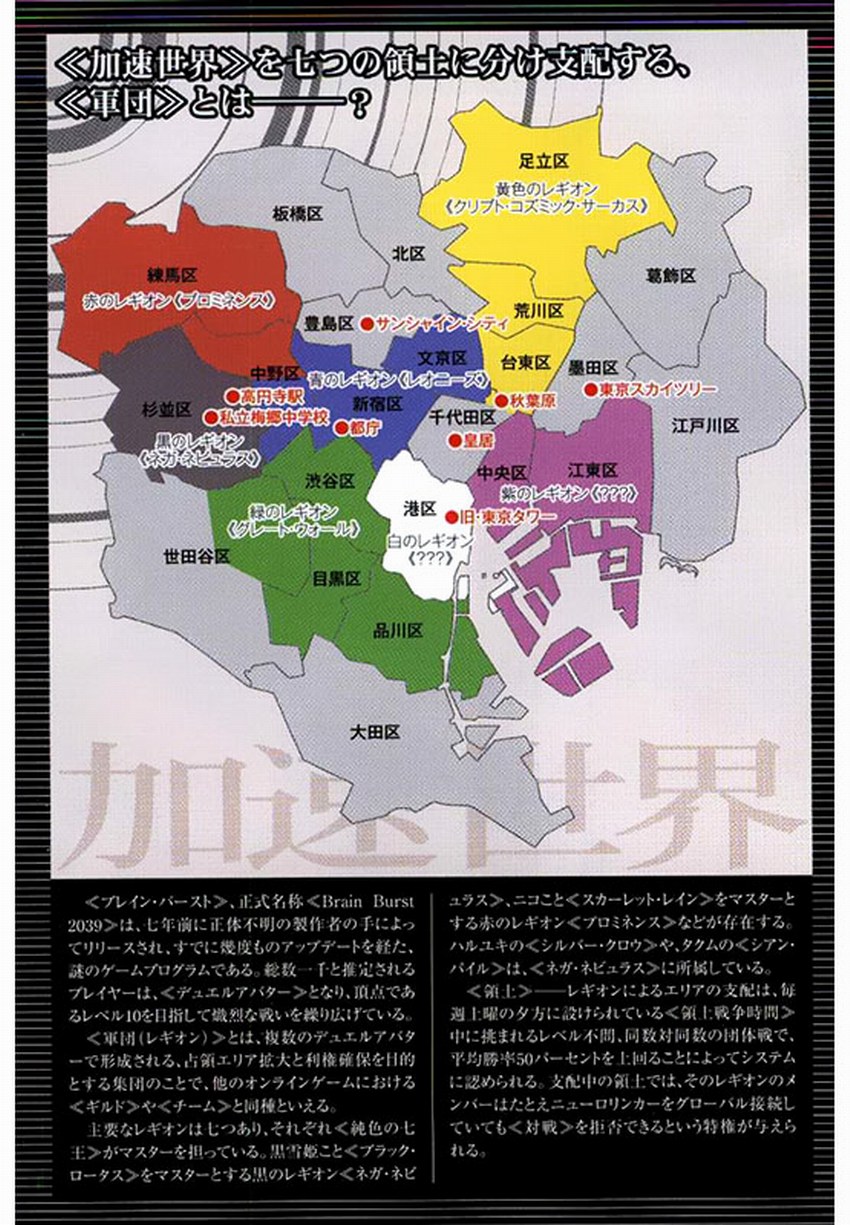 ≪加速世界≫を七つの領土に分け支配する、
≪軍団≫とは――？
足立区
黄色のレギオン
《クリプト・コズミック・サーカス》
板橋区
北区
葛飾区
練馬区
赤のレギオン《プロミネンス》
荒川区
豊島区
サンシャイン・シティ
文京区
台東区
墨田区
中野区
青のレギオン《レオニーズ》
高円寺駅
新宿区
秋葉原
東京スカイツリー
杉並区
私立梅郷中学校
都庁
千代田区
皇居
江戸川区
黒のレギオン
《ネガ・ネビュラス》
渋谷区
中央区
江東区
紫のレギオン《???》
港区
旧・東京タワー
緑のレギオン
《グレート・ウォール》
白のレギオン
《???》
世田谷区
目黒区
品川区
大田区
加速世界
≪ブレイン・バースト≫、正式名称≪Brain Burst
2039≫は、七年前に正体不明の製作者の手によっ
てリリースされ、すでに幾度ものアップデートを経た、
謎のゲームプログラムである。総数一千と推定される
プレイヤーは、≪デュエルアバター≫となり、頂点であ
るレベル10を目指して熾烈な戦いを繰り広げている。
≪軍団（レギオン）≫とは、複数のデュエルアバタ
ーで形成される、占領エリア拡大と利権確保を目的
とする集団のことで、他のオンラインゲームにおける
≪ギルド≫や≪チーム≫と同種といえる。
主要なレギオンは七つあり、それぞれ≪純色の七
王≫がマスターを担っている。黒雪姫こと≪ブラック・
ロータス≫をマスターとする黒のレギオン≪ネガ・ネビ
ュラス≫、ニコこと≪スカーレット・レイン≫をマスターと
する赤のレギオン≪プロミネンス≫などが存在する。
ハルユキの≪シルバー・クロウ≫や、タクムの≪シアン・
パイル≫は、≪ネガ・ネビュラス≫に所属している。
≪領土≫――レギオンによるエリアの支配は、毎
週土曜の夕方に設けられている≪領土戦争時間≫
中に挑まれるレベル不問、同数対同数の団体戦で、
平均勝率50パーセントを上回ることによってシステム
に認められる。支配中の領土では、そのレギオンのメ
ンバーはたとえニューロリンカーをグローバル接続し
ていても≪対戦≫を拒否できるという特権が与えら
れる。